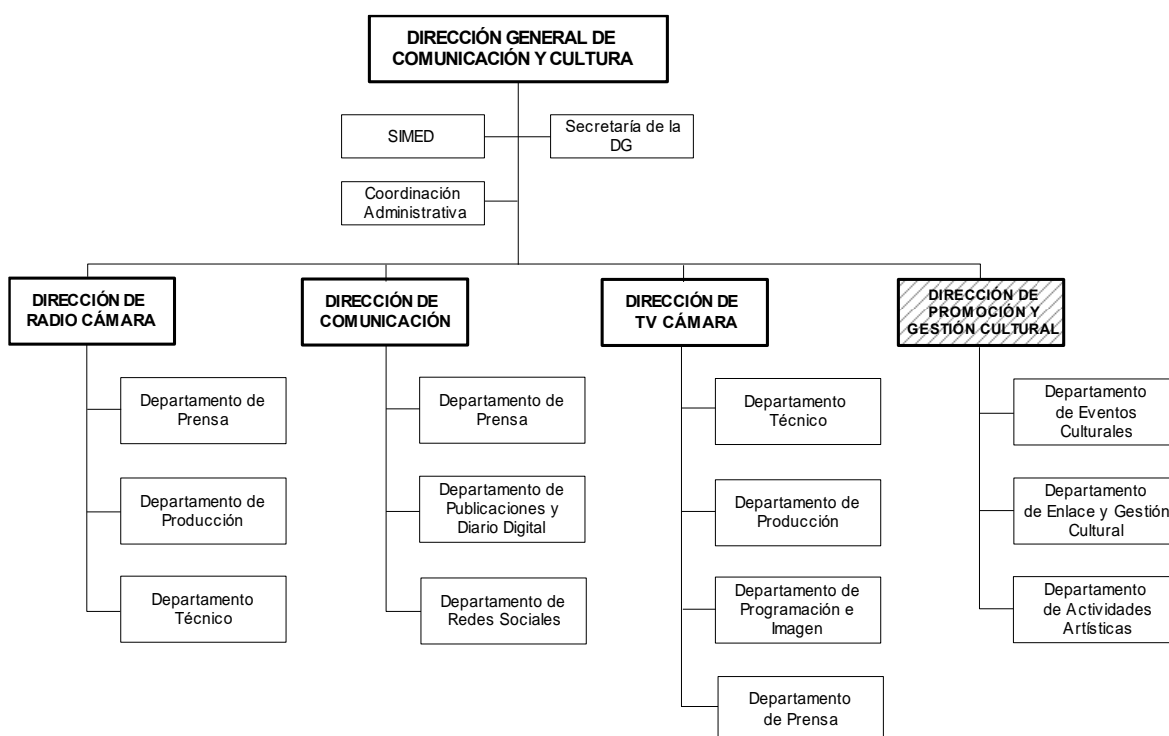 DIRECCIÓN GENERAL DE
COMUNICACIÓN Y CULTURA
SIMED
Secretaría de la
DG
Coordinación
Administrativa
DIRECCIÓN DE
RADIO CÁMARA
Departamento de
Prensa
Departamento de
Producción
Departamento
Técnico
DIRECCIÓN DE
COMUNICACIÓN
Departamento de
Prensa
Departamento de
Publicaciones y
Diario Digital
Departamento de
Redes Sociales
DIRECCIÓN DE
TV CÁMARA
Departamento
Técnico
Departamento de
Producción
Departamento de
Programación e
Imagen
Departamento
de Prensa
DIRECCIÓN DE
PROMOCIÓN Y
GESTIÓN CULTURAL
Departamento
de Eventos
Culturales
Departamento
de Enlace y Gestión
Cultural
Departamento
de Actividades
Artísticas